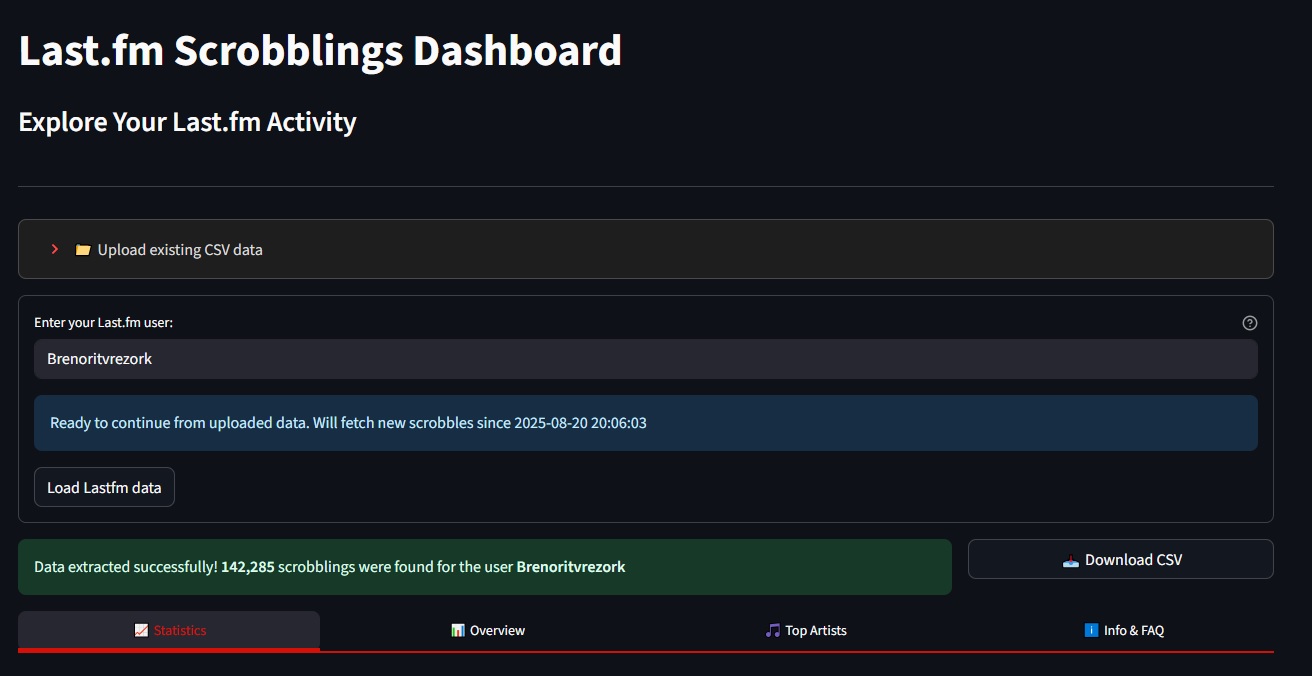 Last.fm Scrobblings Dashboard
Explore Your Last.fm Activity
Upload existing CSV data
Enter your Last.fm user:
Brenoritvrezork
Ready to continue from uploaded data. Will fetch new scrobbles since 2025-08-20 20:06:03
Load Lastfm data
Data extracted successfully! 142,285 scrobblings were found for the user Brenoritvrezork
Download CSV
Statistics
Overview
Top Artists
Info & FAQ